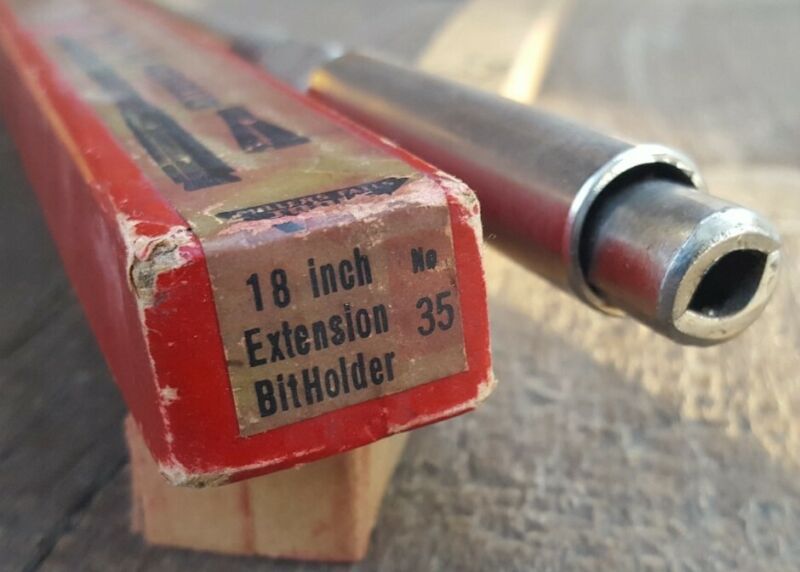 18 inch No
Extension 35
BitHolder